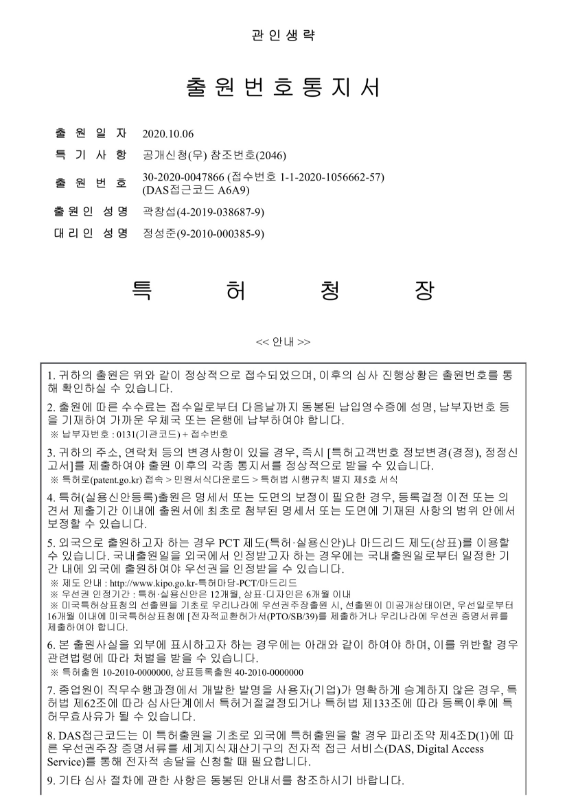 관 인 생 략
출 원 번 호 통 지 서
출 원 일 자 2020.10.06
특 기 사 항 공개신청(무) 참조번호(2046)
출 원 번 호 30-2020-0047866 (접수번호 1-1-2020-1056662-57)
(DAS접근코드 A6A9)
출 원 인 성 명 곽창섭(4-2019-038687-9)
대 리 인 성 명 정성준(9-2010-000385-9)
특 허 청 장
<< 안내 >>
1. 귀하의 출원은 위와 같이 정상적으로 접수되었으며, 이후의 심사 진행상황은 출원번호를 통
해 확인하실 수 있습니다.
2. 출원에 따른 수수료는 접수일로부터 다음날까지 동봉된 납입영수증에 성명, 납부자번호 등
을 기재하여 가까운 우체국 또는 은행에 납부하여야 합니다.
※ 납부자번호 : 0131(기관코드) + 접수번호
3. 귀하의 주소, 연락처 등의 변경사항이 있을 경우, 즉시 [특허고객번호 정보변경(경정), 정정신
고서]를 제출하여야 출원 이후의 각종 통지서를 정상적으로 받을 수 있습니다.
※ 특허로(patent.go.kr) 접속 > 민원서식다운로드 > 특허법 시행규칙 별지 제5호 서식
4. 특허(실용신안등록)출원은 명세서 또는 도면의 보정이 필요한 경우, 등록결정 이전 또는 의
견서 제출기간 이내에 출원서에 최초로 첨부된 명세서 또는 도면에 기재된 사항의 범위 안에서
보정할 수 있습니다.
5. 외국으로 출원하고자 하는 경우 PCT 제도(특허·실용신안)나 마드리드 제도(상표)를 이용할
수 있습니다. 국내출원일을 외국에서 인정받고자 하는 경우에는 국내출원일로부터 일정한 기
간 내에 외국에 출원하여야 우선권을 인정받을 수 있습니다.
※ 제도 안내 : http://www.kipo.go.kr-특허마당-PCT/마드리드
※ 우선권 인정기간 : 특허·실용신안은 12개월, 상표·디자인은 6개월 이내
※ 미국특허상표청의 선출원을 기초로 우리나라에 우선권주장출원 시, 선출원이 미공개상태이면, 우선일로부터
16개월 이내에 미국특허상표청에 [전자적교환허가서(PTO/SB/39)를 제출하거나 우리나라에 우선권 증명서류를
제출하여야 합니다.
6. 본 출원사실을 외부에 표시하고자 하는 경우에는 아래와 같이 하여야 하며, 이를 위반할 경우
관련법령에 따라 처벌을 받을 수 있습니다.
※ 특허출원 10-2010-0000000, 상표등록출원 40-2010-0000000
7. 종업원이 직무수행과정에서 개발한 발명을 사용자(기업)가 명확하게 승계하지 않은 경우, 특
허법 제62조에 따라 심사단계에서 특허거절결정되거나 특허법 제133조에 따라 등록이후에 특
허무효사유가 될 수 있습니다.
8. DAS접근코드는 이 특허출원을 기초로 외국에 특허출원을 할 경우 파리조약 제4조D(1)에 따
른 우선권주장 증명서류를 세계지식재산기구의 전자적 접근 서비스(DAS, Digital Access
Service)를 통해 전자적 송달을 신청할 때 필요합니다.
9. 기타 심사 절차에 관한 사항은 동봉된 안내서를 참조하시기 바랍니다.